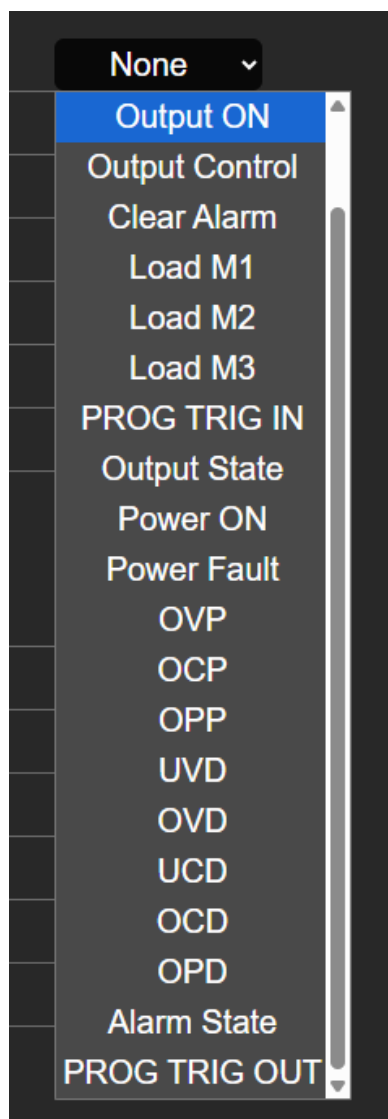 None
Output ON
Output Control
Clear Alarm
Load M1
Load M2
Load M3
PROG TRIG IN
Output State
Power ON
Power Fault
OVP
OCP
OPP
UVD
OVD
UCD
OCD
OPD
Alarm State
PROG TRIG OUT